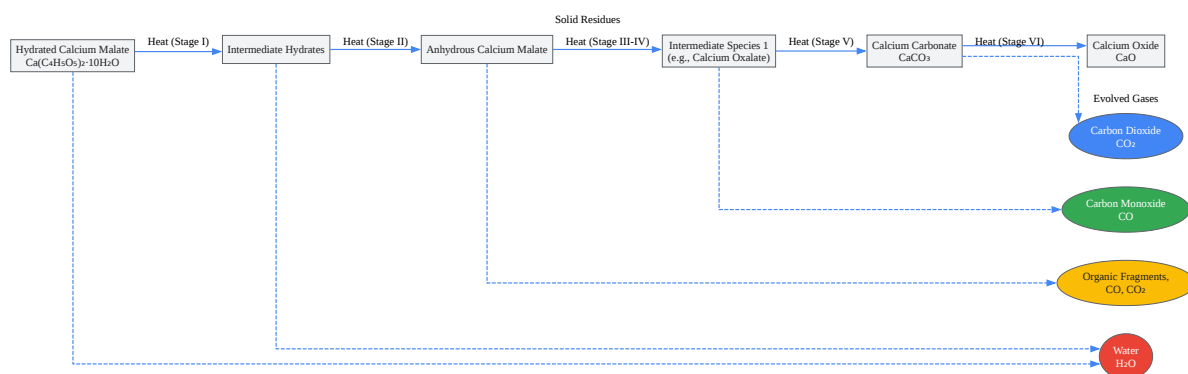 Solid Residues
Hydrated Calcium Malate
Ca(C₄H₅O₅)₂·10H₂O
Heat (Stage I)
Intermediate Hydrates
Heat (Stage II)
Anhydrous Calcium Malate
Heat (Stage III-IV)
Intermediate Species 1
(e.g., Calcium Oxalate)
Heat (Stage V)
Calcium Carbonate
CaCO₃
Heat (Stage VI)
Calcium Oxide
CaO
Evolved Gases
Carbon Dioxide
CO₂
Carbon Monoxide
CO
Organic Fragments,
CO, CO₂
Water
H₂O